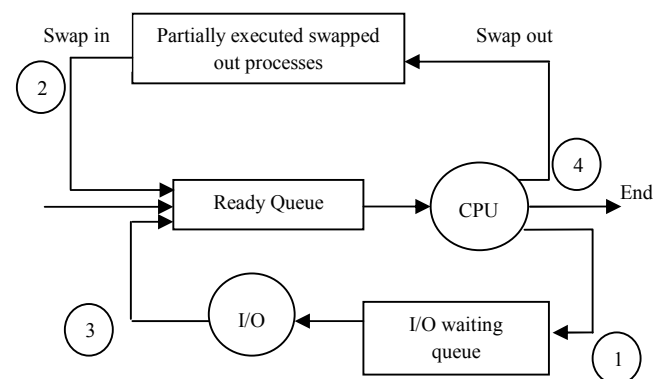 Swap in
Partially executed swapped
out processes
Swap out
2
4
Ready Queue
CPU
End
3
I/O
I/O waiting
queue
1